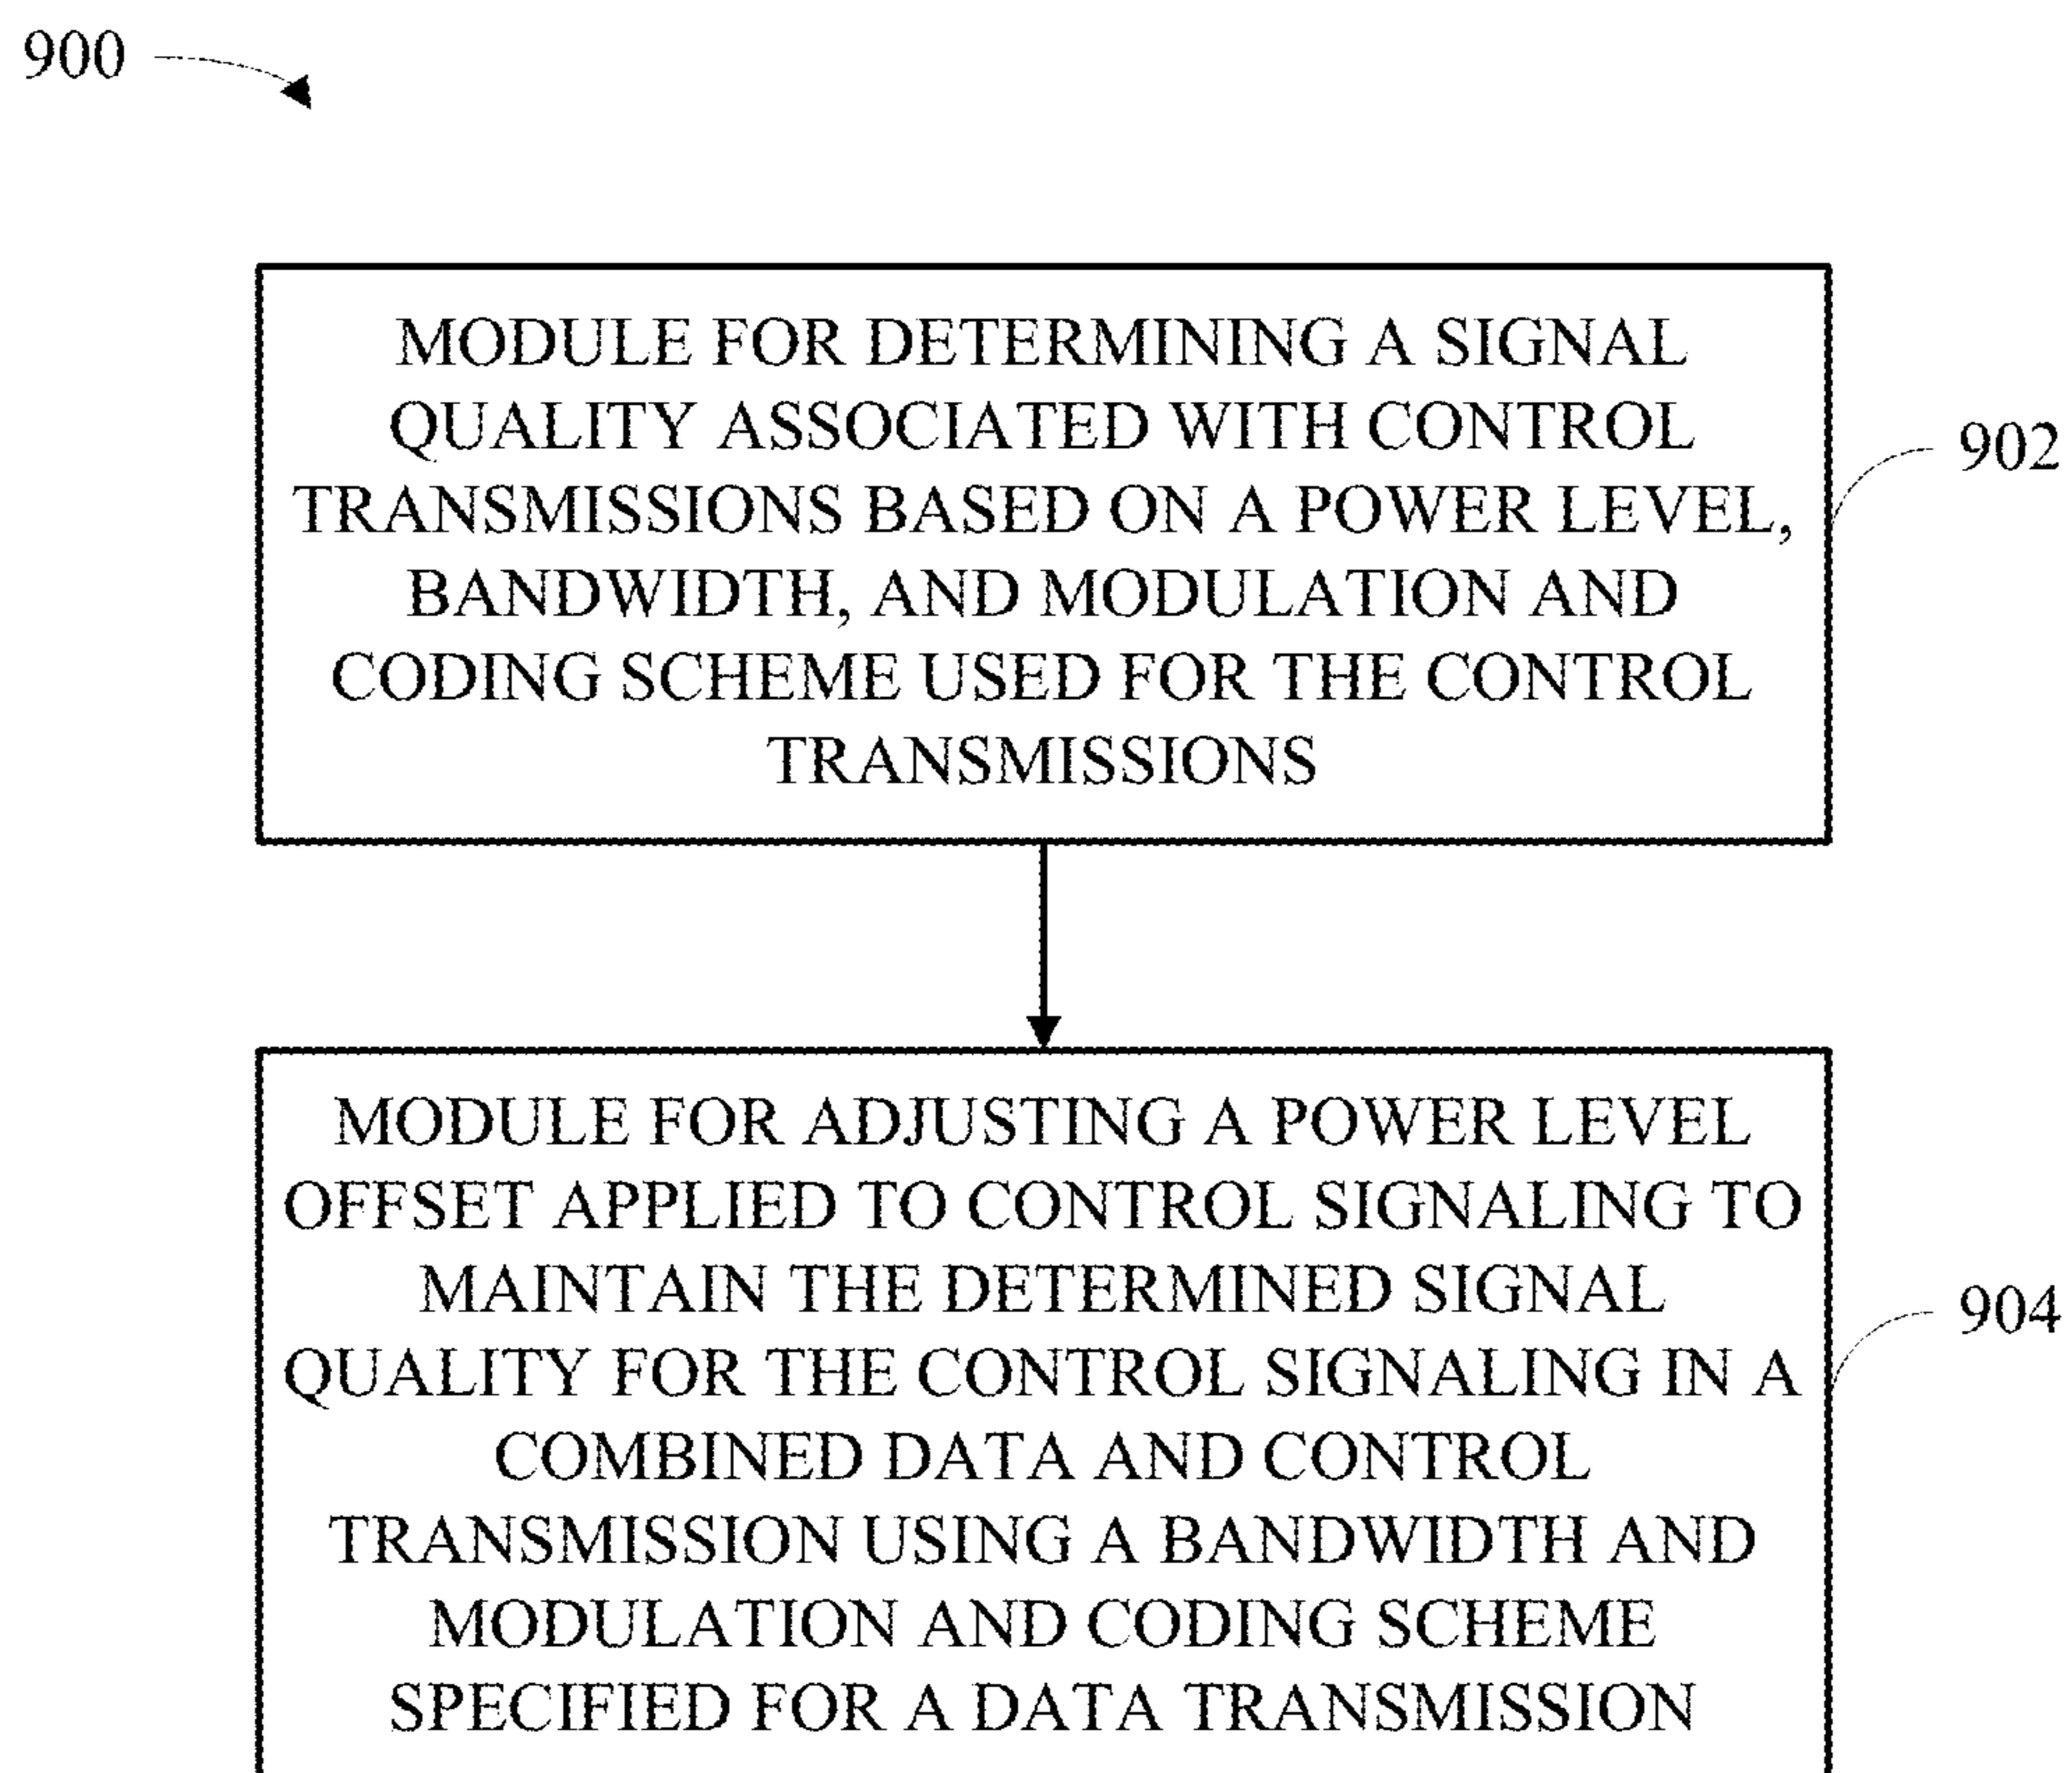 900
MODULE FOR DETERMINING A SIGNAL
QUALITY ASSOCIATED WITH CONTROL
TRANSMISSIONS BASED ON A POWER LEVEL,
BANDWIDTH, AND MODULATION AND
CODING SCHEME USED FOR THE CONTROL
TRANSMISSIONS
902
MODULE FOR ADJUSTING A POWER LEVEL
OFFSET APPLIED TO CONTROL SIGNALING TO
MAINTAIN THE DETERMINED SIGNAL
QUALITY FOR THE CONTROL SIGNALING IN A
COMBINED DATA AND CONTROL
TRANSMISSION USING A BANDWIDTH AND
MODULATION AND CODING SCHEME
SPECIFIED FOR A DATA TRANSMISSION
904